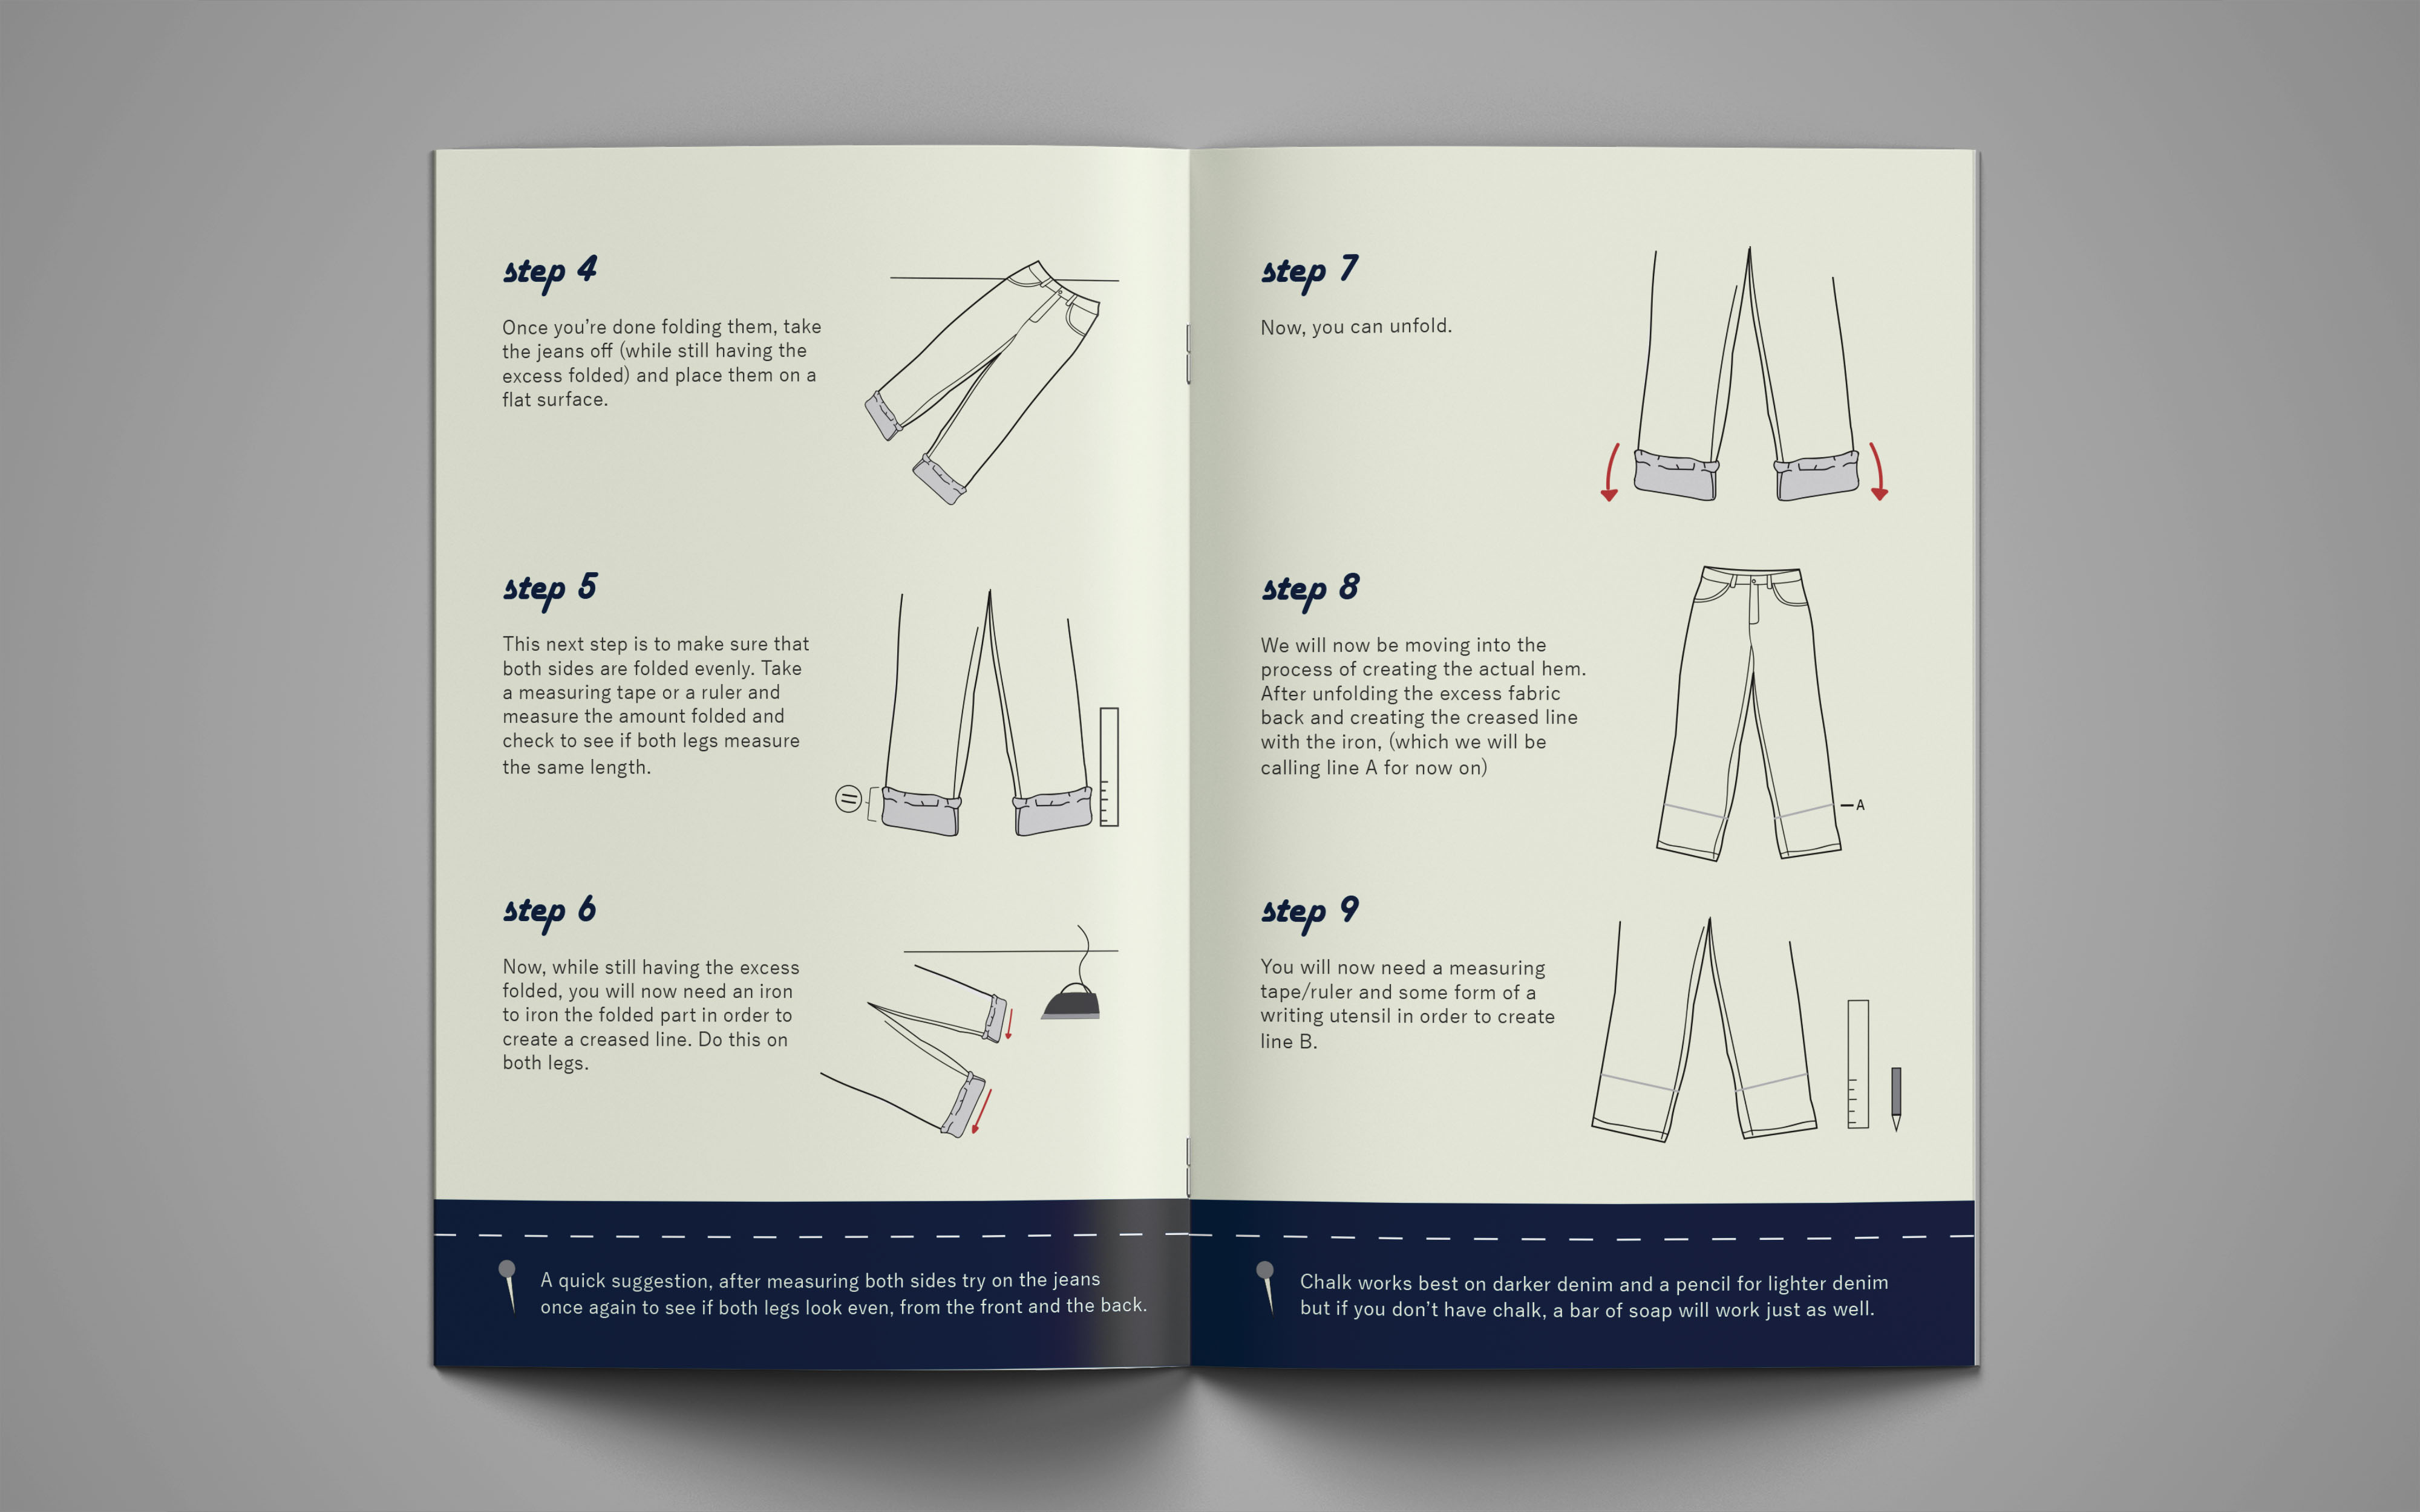 step 4
Once you're done folding them, take
the jeans off (while still having the
excess folded) and place them on a
flat surface.
step 5
This next step is to make sure that
both sides are folded evenly. Take
a measuring tape or a ruler and
measure the amount folded and
check to see if both legs measure
the same length.
=
step 6
Now, while still having the excess
folded, you will now need an iron
to iron the folded part in order to
create a creased line. Do this on
both legs.
A quick suggestion, after measuring both sides try on the jeans
once again to see if both legs look even, from the front and the back.
step 7
Now, you can unfold.
step 8
We will now be moving into the
process of creating the actual hem.
After unfolding the excess fabric
back and creating the creased line
with the iron, (which we will be
calling line A for now on)
A
step 9
You will now need a measuring
tape/ruler and some form of a
writing utensil in order to create
line B.
Chalk works best on darker denim and a pencil for lighter denim
but if you don't have chalk, a bar of soap will work just as well.